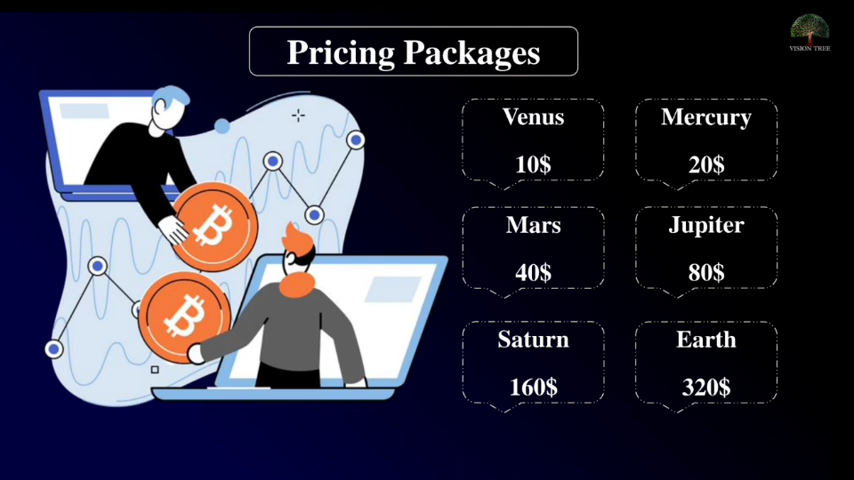 Pricing Packages
VISION TREE
Venus
10$
Mercury
20$
Mars
40$
Jupiter
80$
Saturn
160$
Earth
320$